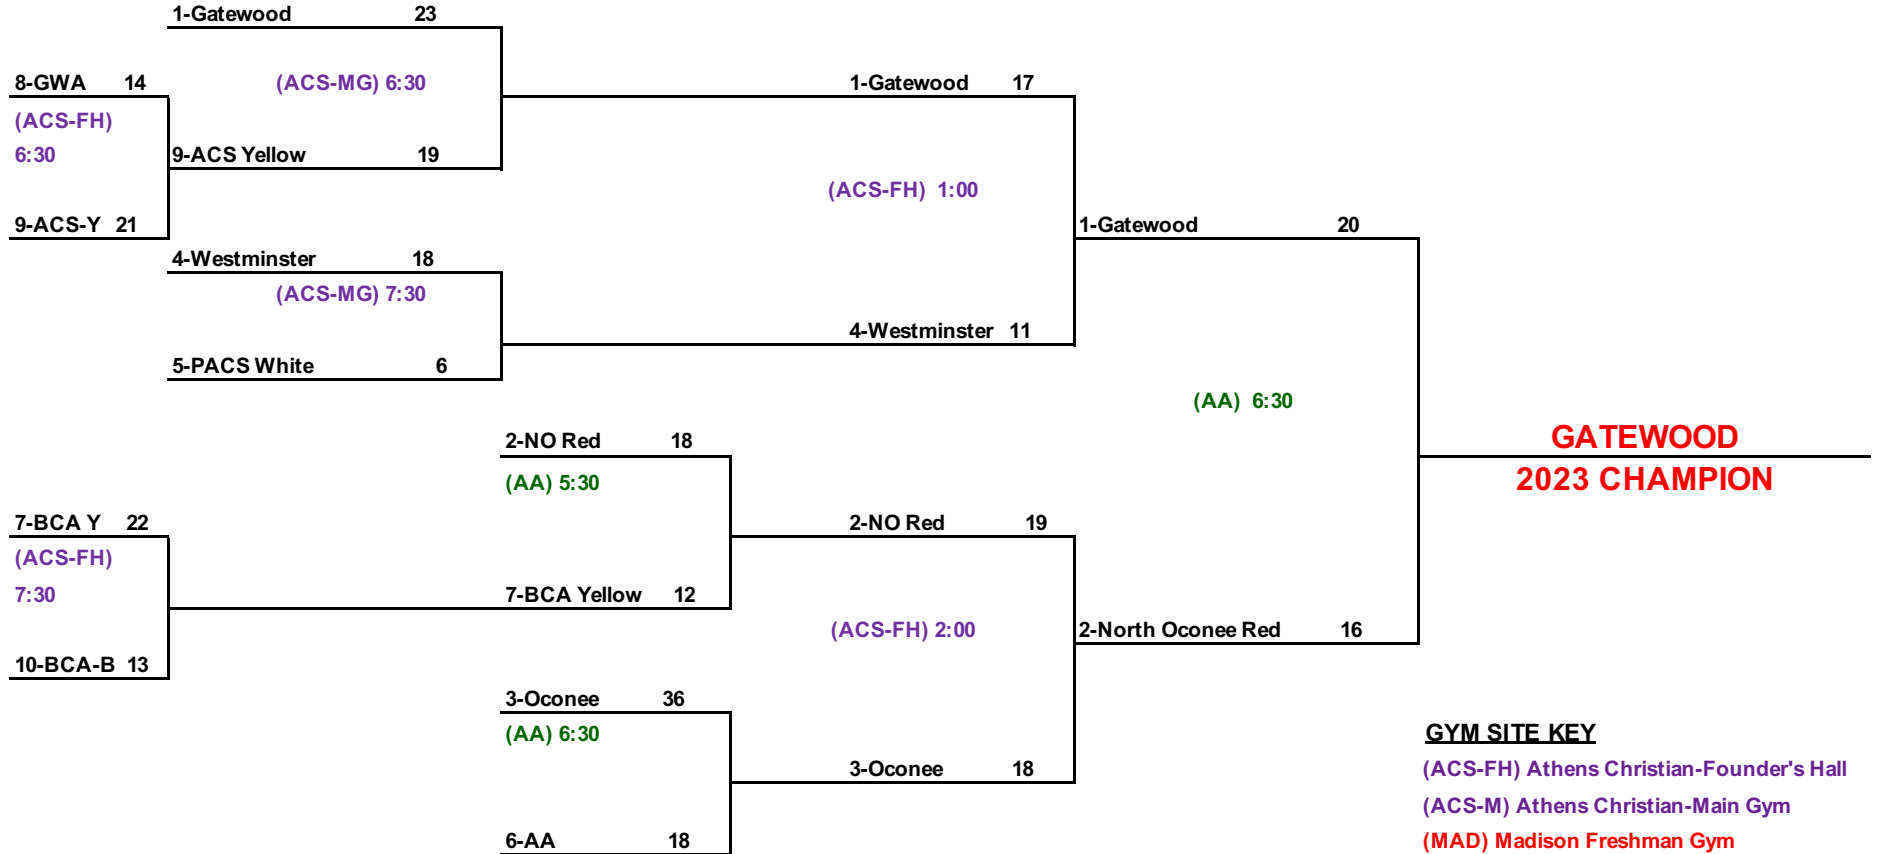 1-Gatewood 23
8-GWA 14
(ACS-MG) 6:30
1-Gatewood 17
(ACS-FH)
6:30
9-ACS Yellow 19
(ACS-FH) 1:00
9-ACS-Y 21
1-Gatewood 20
4-Westminster 18
(ACS-MG) 7:30
4-Westminster 11
5-PACS White 6
(AA) 6:30
2-NO Red 18
GATEWOOD
(AA) 5:30
2023 CHAMPION
7-BCA Y 22
2-NO Red 19
(ACS-FH)
7:30
7-BCA Yellow 12
(ACS-FH) 2:00
2-North Oconee Red 16
10-BCA-B 13
3-Oconee 36
(AA) 6:30
GYM SITE KEY
3-Oconee 18
(ACS-FH) Athens Christian-Founder's Hall
(ACS-M) Athens Christian-Main Gym
6-AA 18
(MAD) Madison Freshman Gym